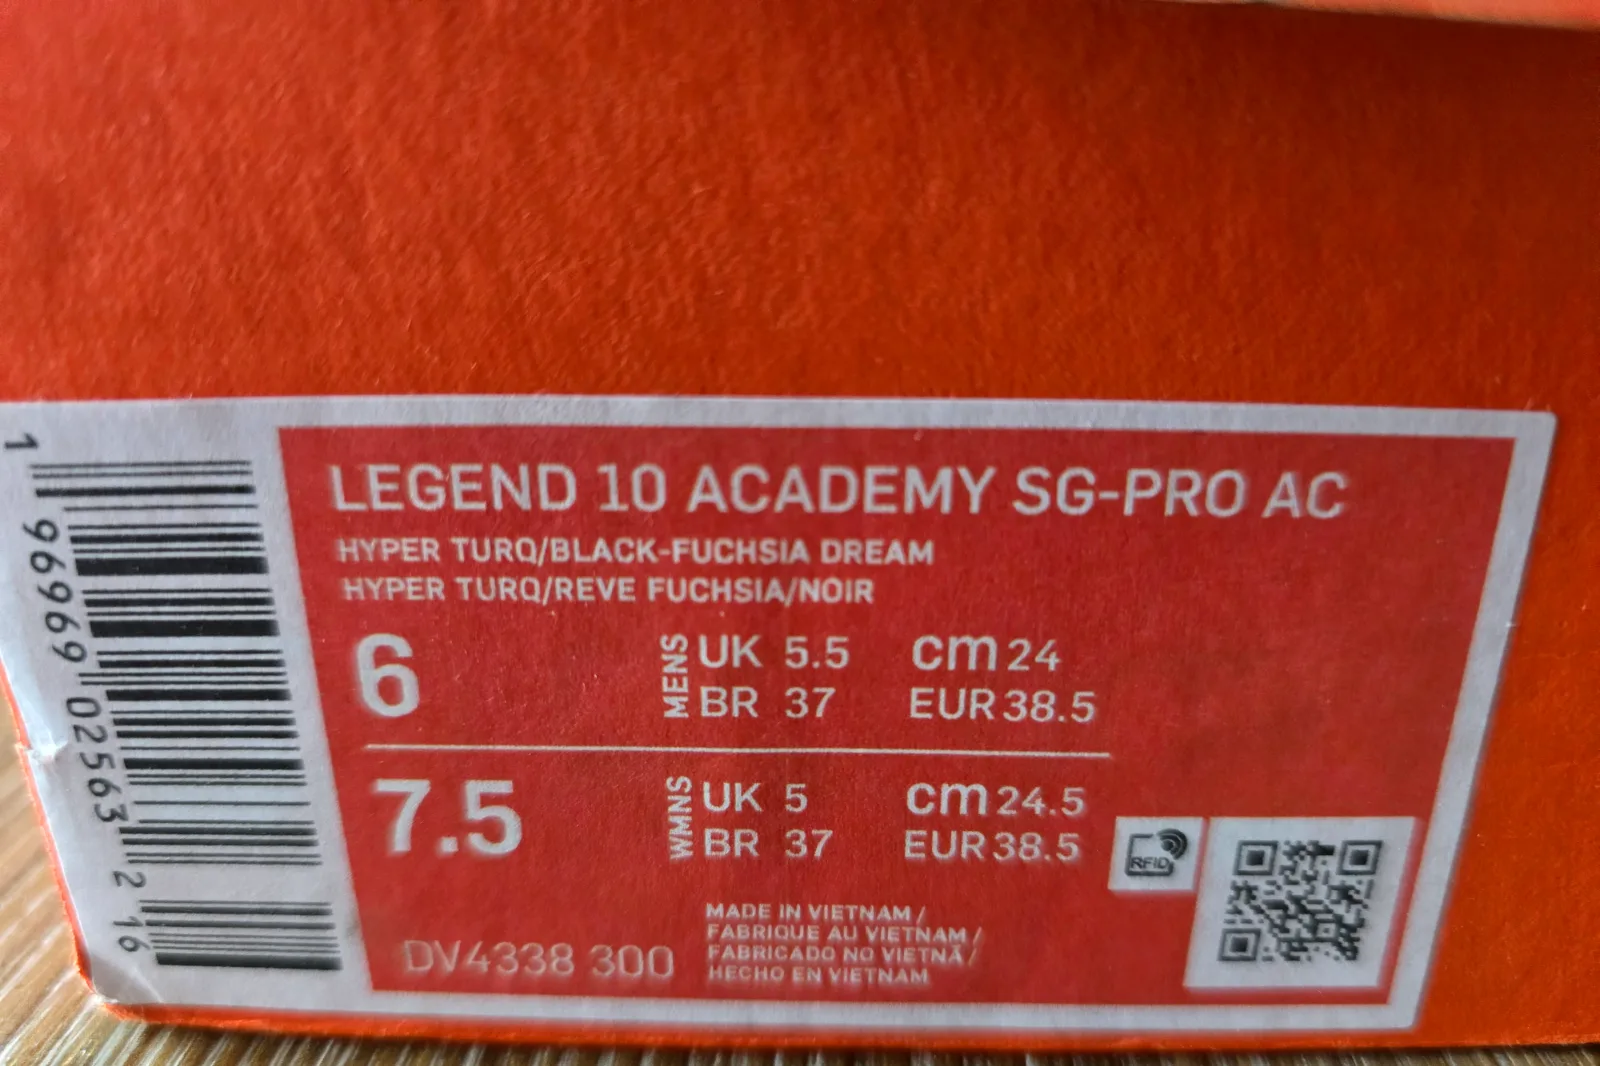 LEGEND 10 ACADEMY SG-PRO AC
HYPER TURQ/BLACK-FUCHSIA DREAM
HYPER TURQ/REVE FUCHSIA/NOIR
6
MENS
UK 5.5 cm 24
BR 37 EUR 38.5
7.5
WMNS
UK 5 cm 24.5
BR 37 EUR 38.5
RFID
DV4338 300
MADE IN VIETNAM /
FABRIQUE AU VIETNAM /
FABRICADO NO VIETNÃ /
HECHO EN VIETNAM
1 96969 02563 2 16